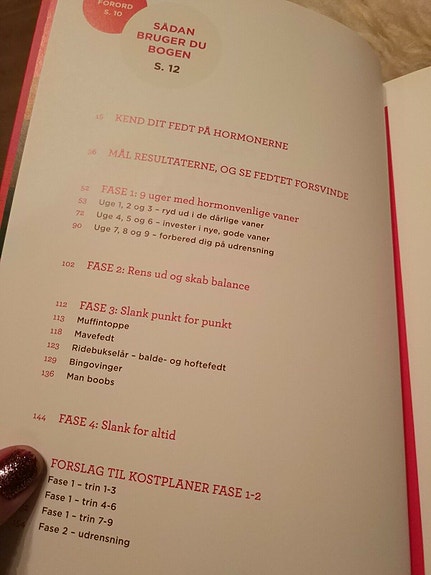 FORORD
S. 10
SÅDAN
BRUGER DU
BOGEN
S. 12
15 KEND DIT FEDT PÅ HORMONERNE
36 MÅL RESULTATERNE, OG SE FEDTET FORSVINDE
52 FASE 1: 9 uger med hormonvenlige vaner
53 Uge 1, 2 og 3 – ryd ud i de dårlige vaner
72 Uge 4, 5 og 6 – invester i nye, gode vaner
90 Uge 7, 8 og 9 – forbered dig på udrensning
102 FASE 2: Rens ud og skab balance
112 FASE 3: Slank punkt for punkt
113 Muffintoppe
118 Mavefedt
123 Ridebukselår – balde- og hoftefedt
129 Bingovinger
136 Man boobs
144 FASE 4: Slank for altid
FORSLAG TIL KOSTPLANER FASE 1-2
Fase 1 – trin 1-3
Fase 1 – trin 4-6
Fase 1 – trin 7-9
Fase 2 – udrensning